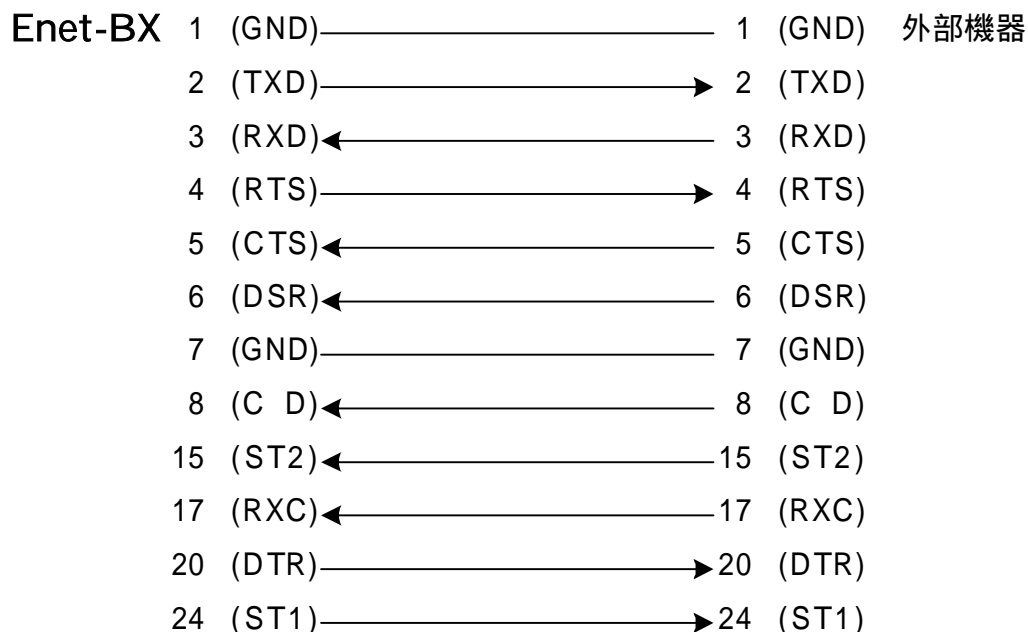 Enet-BX 1 (GND) 1 (GND) 外部機器
2 (TXD) 2 (TXD)
3 (RXD) 3 (RXD)
4 (RTS) 4 (RTS)
5 (CTS) 5 (CTS)
6 (DSR) 6 (DSR)
7 (GND) 7 (GND)
8 (C D) 8 (C D)
15 (ST2) 15 (ST2)
17 (RXC) 17 (RXC)
20 (DTR) 20 (DTR)
24 (ST1) 24 (ST1)